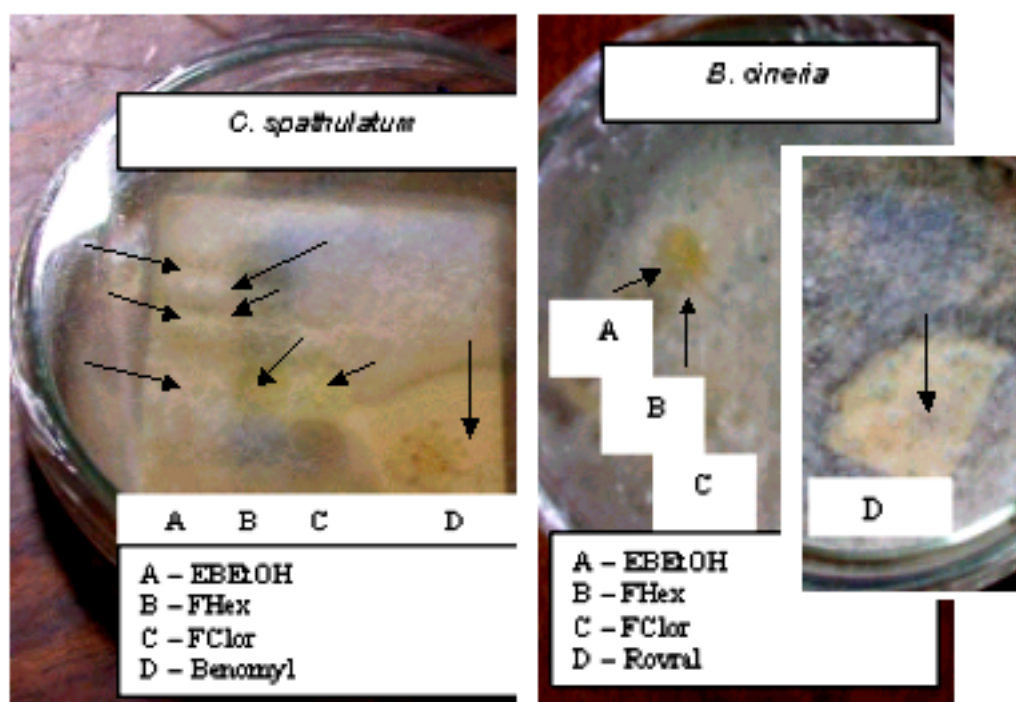 C. spathulatum
A B C D
A – EBEtOH
B – FHex
C – FClor
D – Benomyl
B. cineria
A
B
C
D
A – EBEtOH
B – FHex
C – FClor
D – Rovral